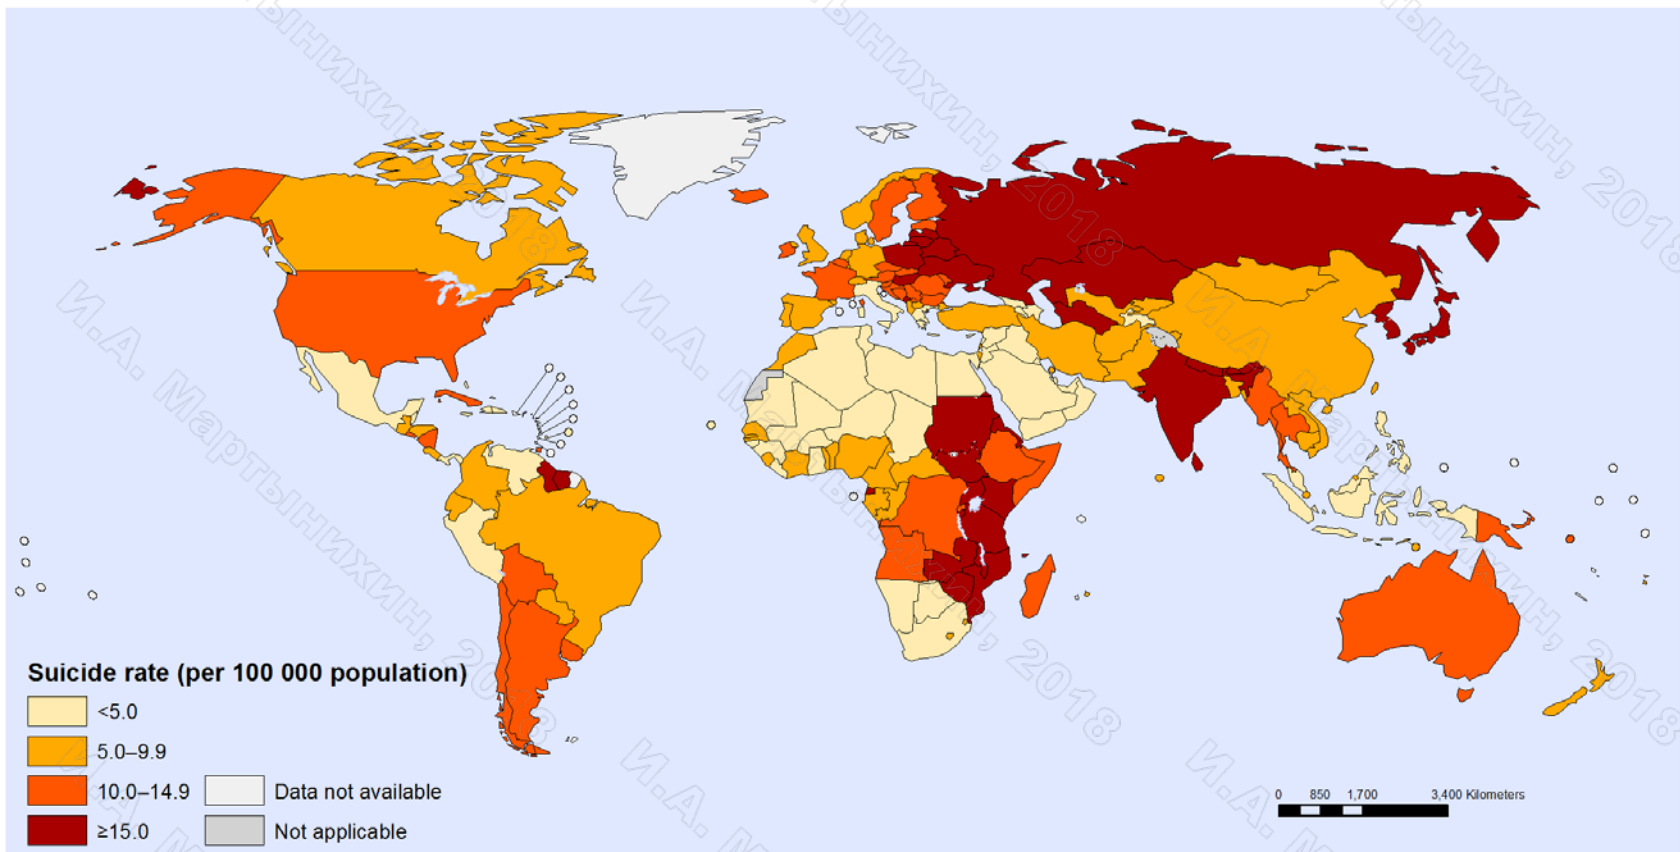 И.А. Мартынихин, 2018
Suicide rate (per 100 000 population)
<5.0
5.0–9.9
10.0–14.9
≥15.0
Data not available
Not applicable
0 850 1,700 3,400 Kilometers